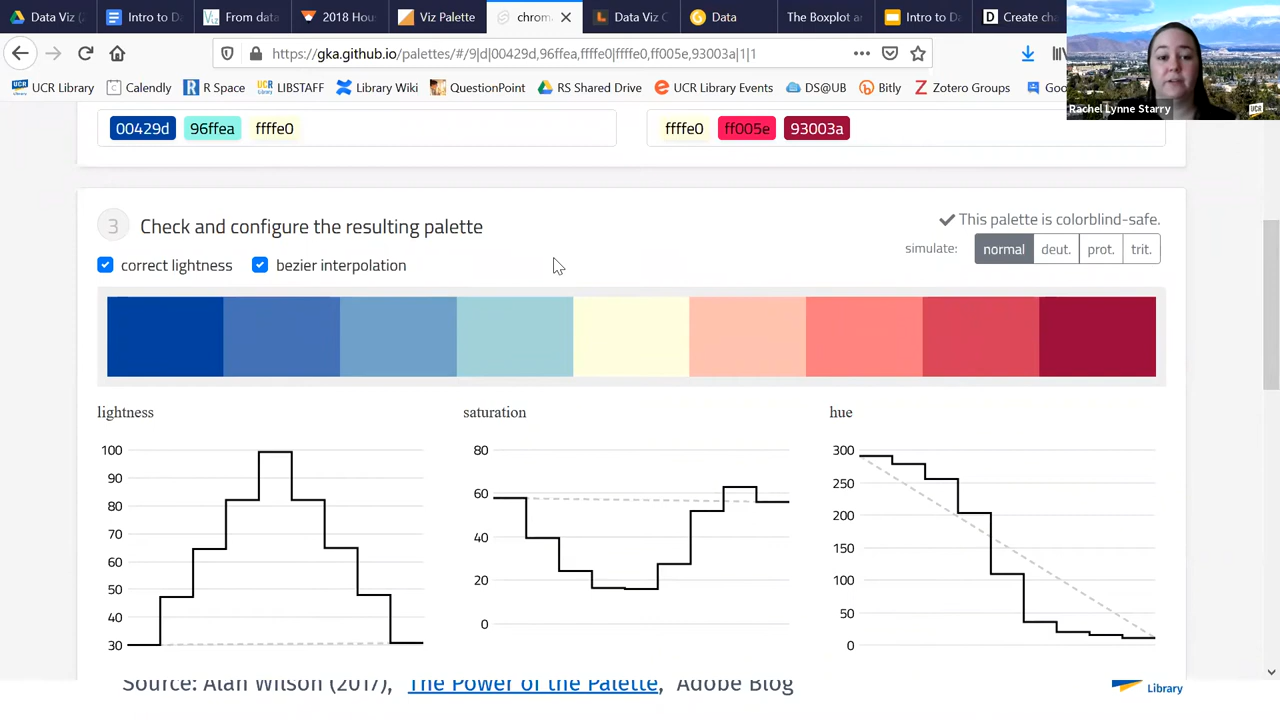 Data Viz (
Intro to D
From data
2018 Hou
Viz Palette
chrom
Data Viz C
Data
The Boxplot a
Intro to Da
Create cha
https://gka.github.io/palettes/#/9|d|00429d,96ffea,ffffe0|ffffe0,ff005e,93003a|1|1
UCR Library
Calendly
R Space
LIBSTAFF
Library Wiki
QuestionPoint
RS Shared Drive
UCR Library Events
DS@UB
Bitly
Zotero Groups
Goo
Rachel Lynne Starry
00429d 96ffea ffffe0
ffffe0 ff005e 93003a
3 Check and configure the resulting palette
This palette is colorblind-safe.
simulate: normal deut. prot. trit.
correct lightness bezier interpolation
lightness
100
90
80
70
60
50
40
30
saturation
80
60
40
20
0
hue
300
250
200
150
100
50
0
Source: Alan Wilson (2017), The Power of the Palette, Adobe Blog
Library